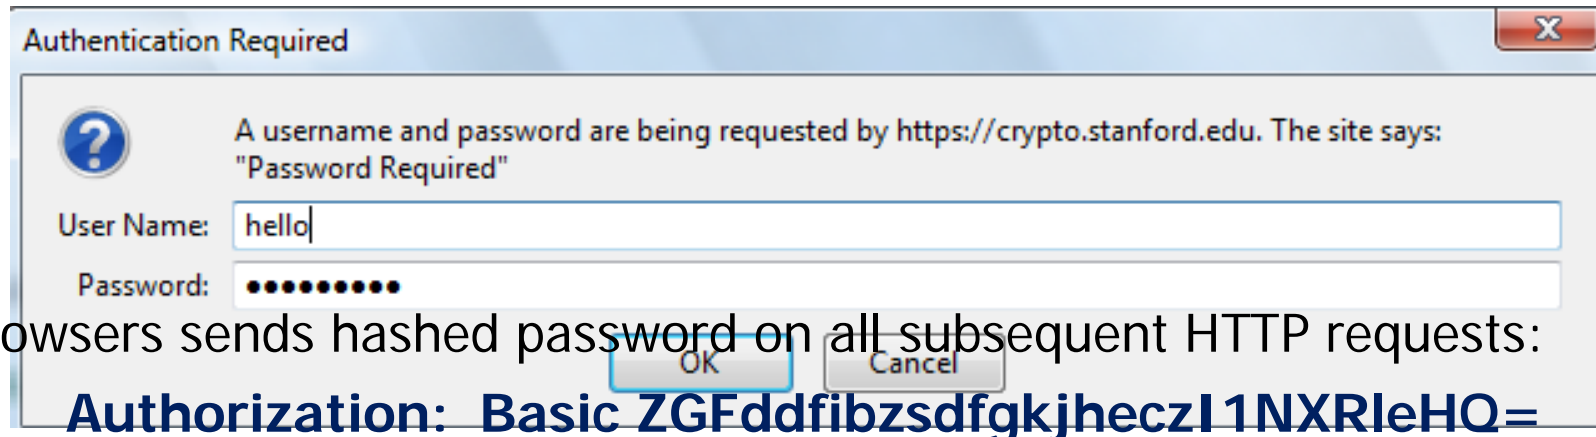 Authentication Required
A username and password are being requested by https://crypto.stanford.edu. The site says:
"Password Required"
User Name: hello
Password: •••••••••
owsers sends hashed password on all subsequent HTTP requests:
OK Cancel
Authorization: Basic ZGFddfibzsdfgkjheczI1NXRleHQ=